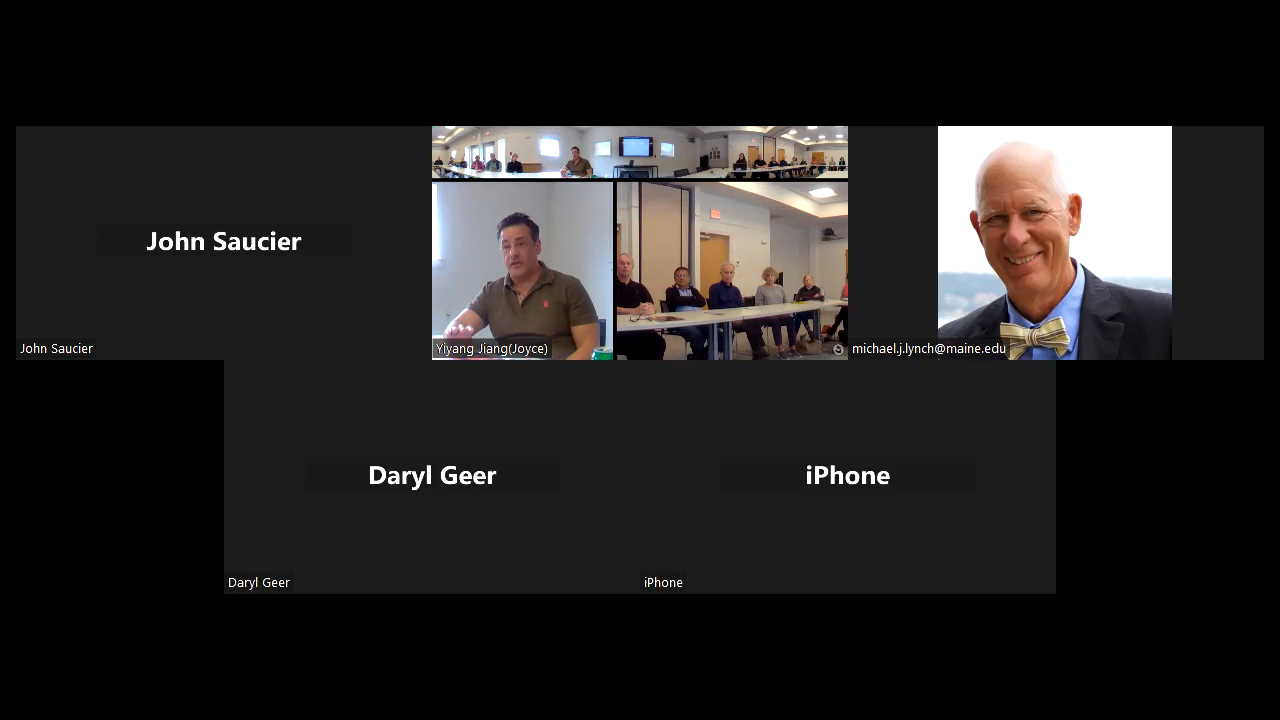 John Saucier
John Saucier
Yiyang Jiang(Joyce)
michael.j.lynch@maine.edu
Daryl Geer
iPhone
Daryl Geer
iPhone